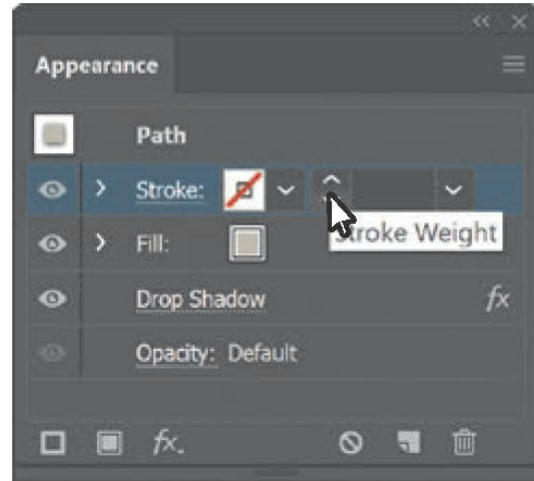 Appearance
Path
Stroke:
Stroke Weight
Fill:
Drop Shadow fx
Opacity: Default
fx.